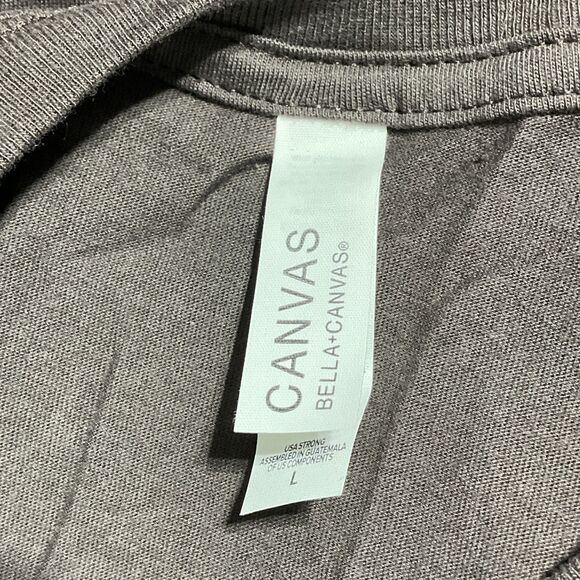 CANVAS
BELLA+CANVAS®
USA STRONG
ASSEMBLED IN GUATEMALA
OF US COMPONENTS
L